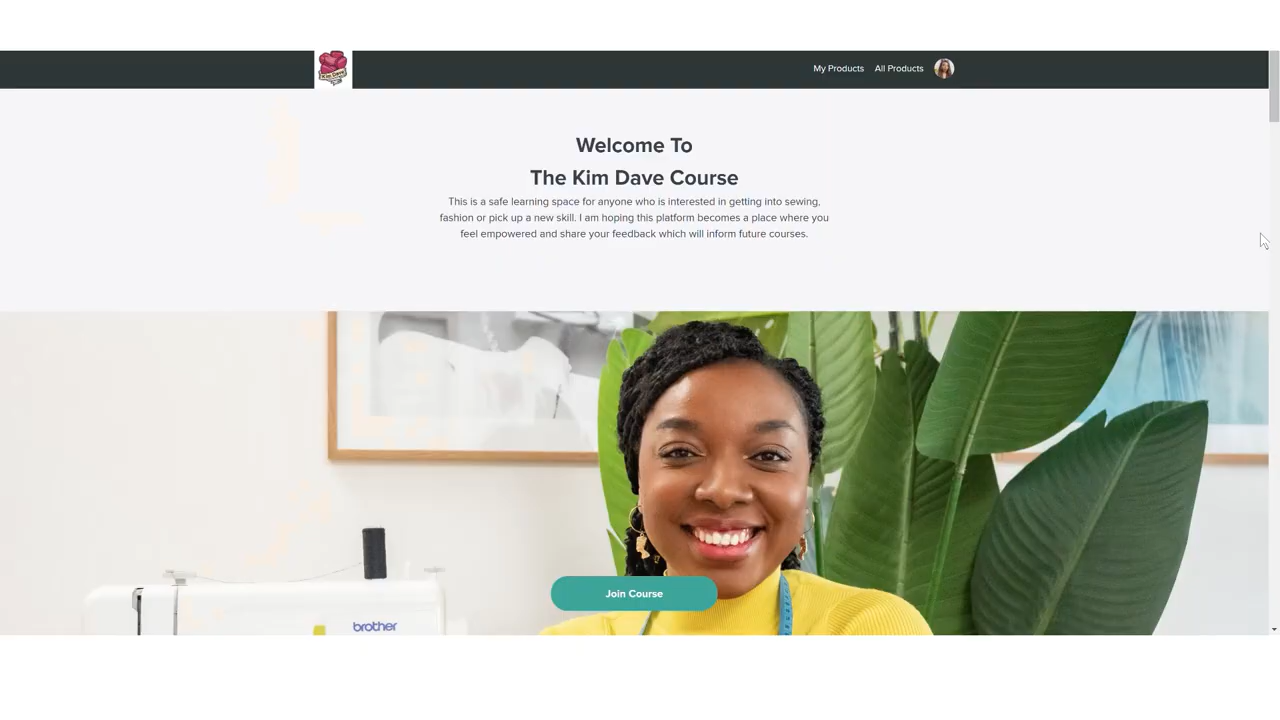 Kim Dave
My Products
All Products
Welcome To
The Kim Dave Course
This is a safe learning space for anyone who is interested in getting into sewing,
fashion or pick up a new skill. I am hoping this platform becomes a place where you
feel empowered and share your feedback which will inform future courses.
Join Course
brother